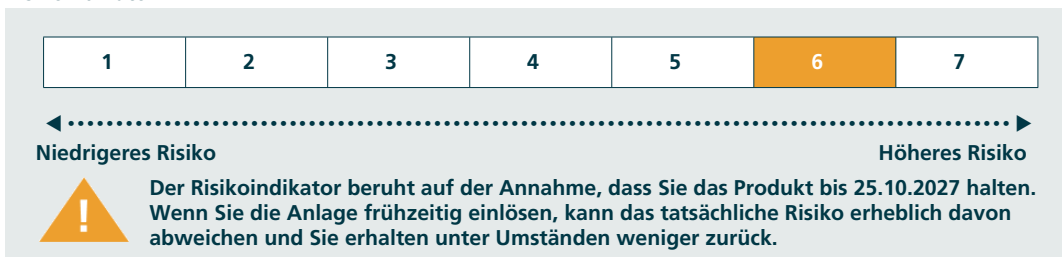 1 2 3 4 5 6 7
Niedrigeres Risiko Höheres Risiko
!
Der Risikoindikator beruht auf der Annahme, dass Sie das Produkt bis 25.10.2027 halten.
Wenn Sie die Anlage frühzeitig einlösen, kann das tatsächliche Risiko erheblich davon
abweichen und Sie erhalten unter Umständen weniger zurück.